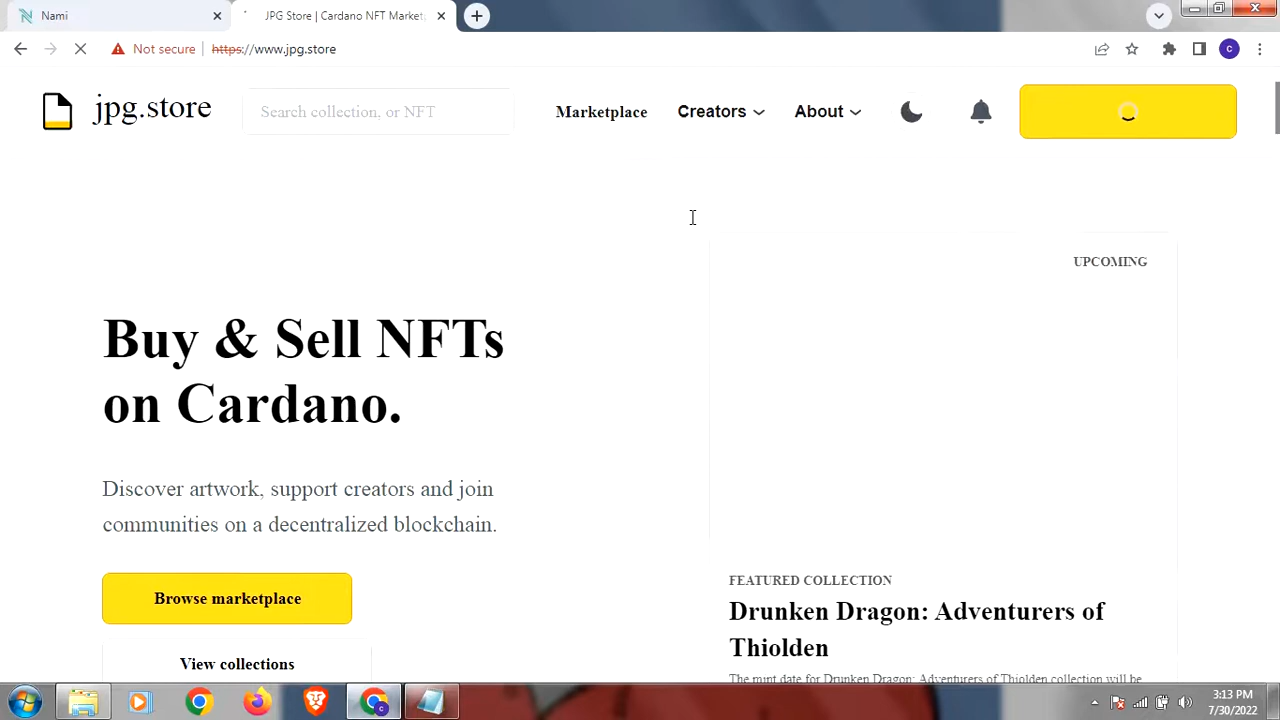 Nami
JPG Store | Cardano NFT Market
Not secure
https://www.jpg.store
c
jpg.store
Search collection, or NFT
Marketplace
Creators
About
UPCOMING
Buy & Sell NFTs
on Cardano.
Discover artwork, support creators and join
communities on a decentralized blockchain.
Browse marketplace
View collections
FEATURED COLLECTION
Drunken Dragon: Adventurers of
Thiolden
The mint date for Drunken Dragon: Adventurers of Thiolden collection will be
c
3:13 PM
7/30/2022